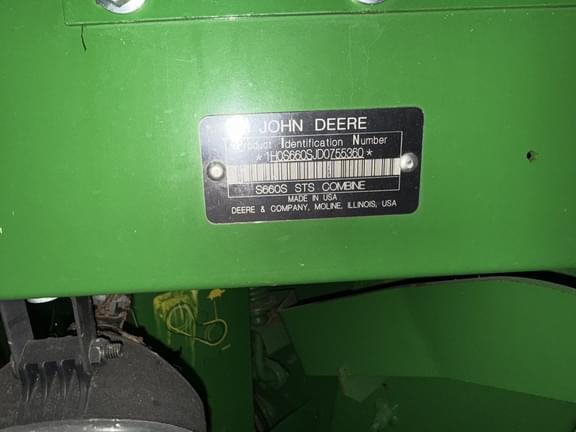 JOHN DEERE
Product Identification Number
*1H0S660SJD0755360*
S660S STS COMBINE
MADE IN USA
DEERE & COMPANY, MOLINE, ILLINOIS, USA